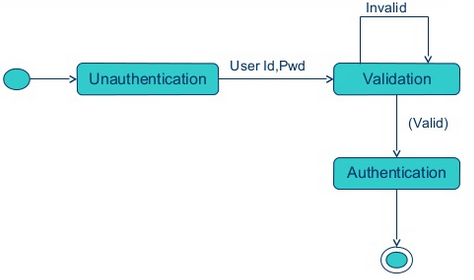 Invalid
Unauthentication
User Id,Pwd
Validation
(Valid)
Authentication